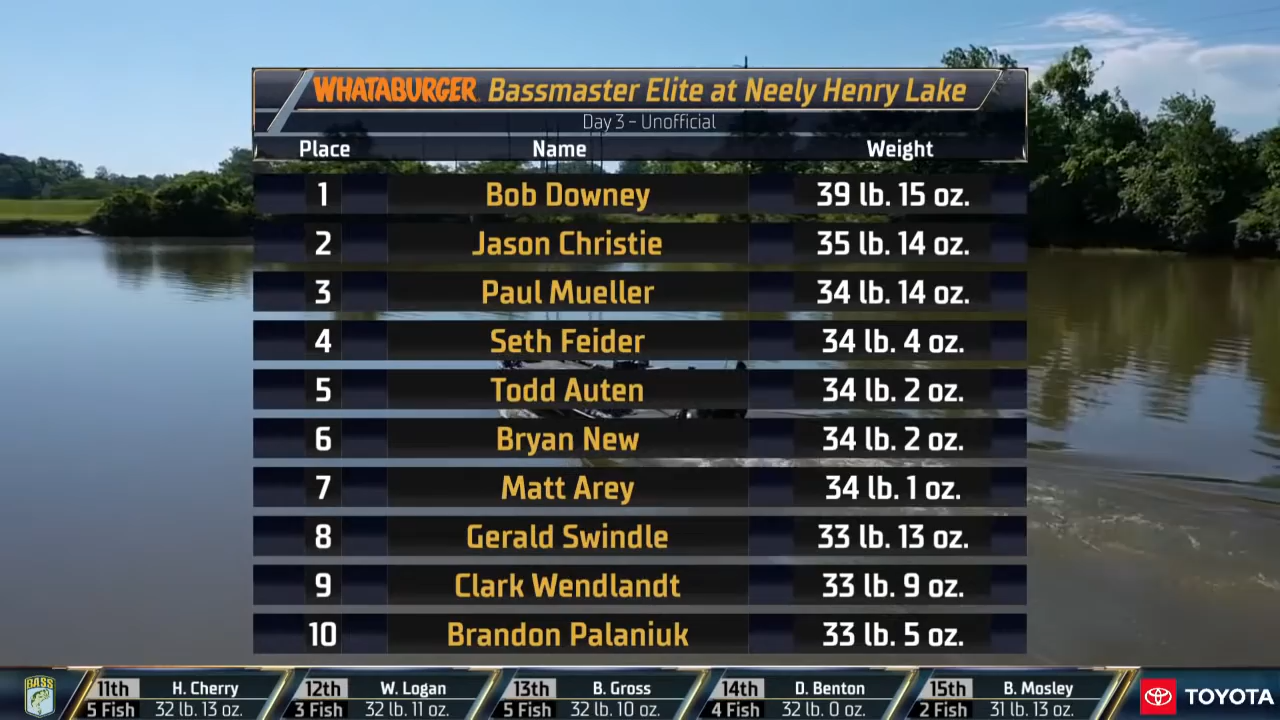 WHATABURGER Bassmaster Elite at Neely Henry Lake
Day 3 – Unofficial
Place Name Weight
1 Bob Downey 39 lb. 15 oz.
2 Jason Christie 35 lb. 14 oz.
3 Paul Mueller 34 lb. 14 oz.
4 Seth Feider 34 lb. 4 oz.
5 Todd Auten 34 lb. 2 oz.
6 Bryan New 34 lb. 2 oz.
7 Matt Arey 34 lb. 1 oz.
8 Gerald Swindle 33 lb. 13 oz.
9 Clark Wendlandt 33 lb. 9 oz.
10 Brandon Palaniuk 33 lb. 5 oz.
BASS
11th H. Cherry
5 Fish 32 lb. 13 oz.
12th W. Logan
3 Fish 32 lb. 11 oz.
13th B. Gross
5 Fish 32 lb. 10 oz.
14th D. Benton
4 Fish 32 lb. 0 oz.
15th B. Mosley
2 Fish 31 lb. 13 oz.
TOYOTA